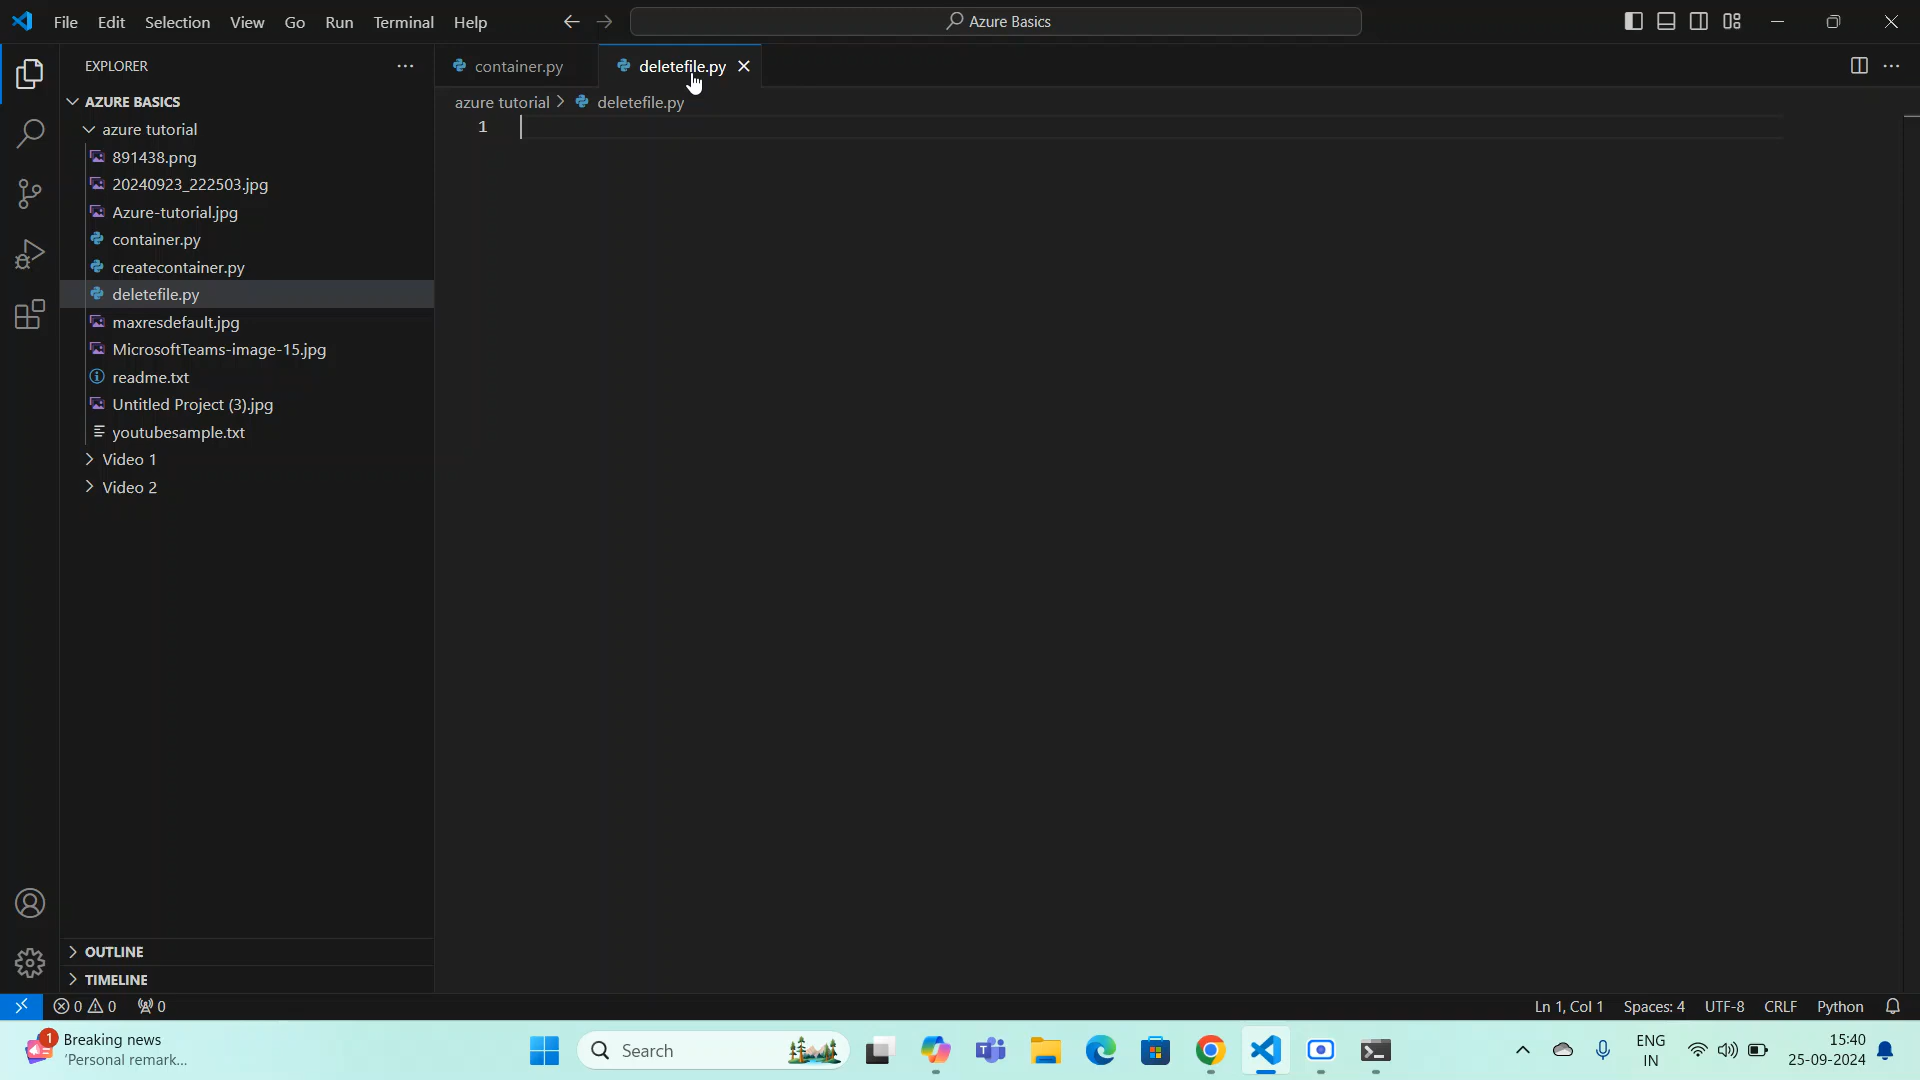 File Edit Selection View Go Run Terminal Help
Azure Basics
EXPLORER
AZURE BASICS
azure tutorial
891438.png
20240923_222503.jpg
Azure-tutorial.jpg
container.py
createcontainer.py
deletefile.py
maxresdefault.jpg
MicrosoftTeams-image-15.jpg
readme.txt
Untitled Project (3).jpg
youtubesample.txt
Video 1
Video 2
OUTLINE
TIMELINE
container.py deletefile.py
azure tutorial > deletefile.py
1
0 0 0
Ln 1, Col 1 Spaces: 4 UTF-8 CRLF Python
1 Breaking news
'Personal remark...
Search
ENG
IN
15:40
25-09-2024